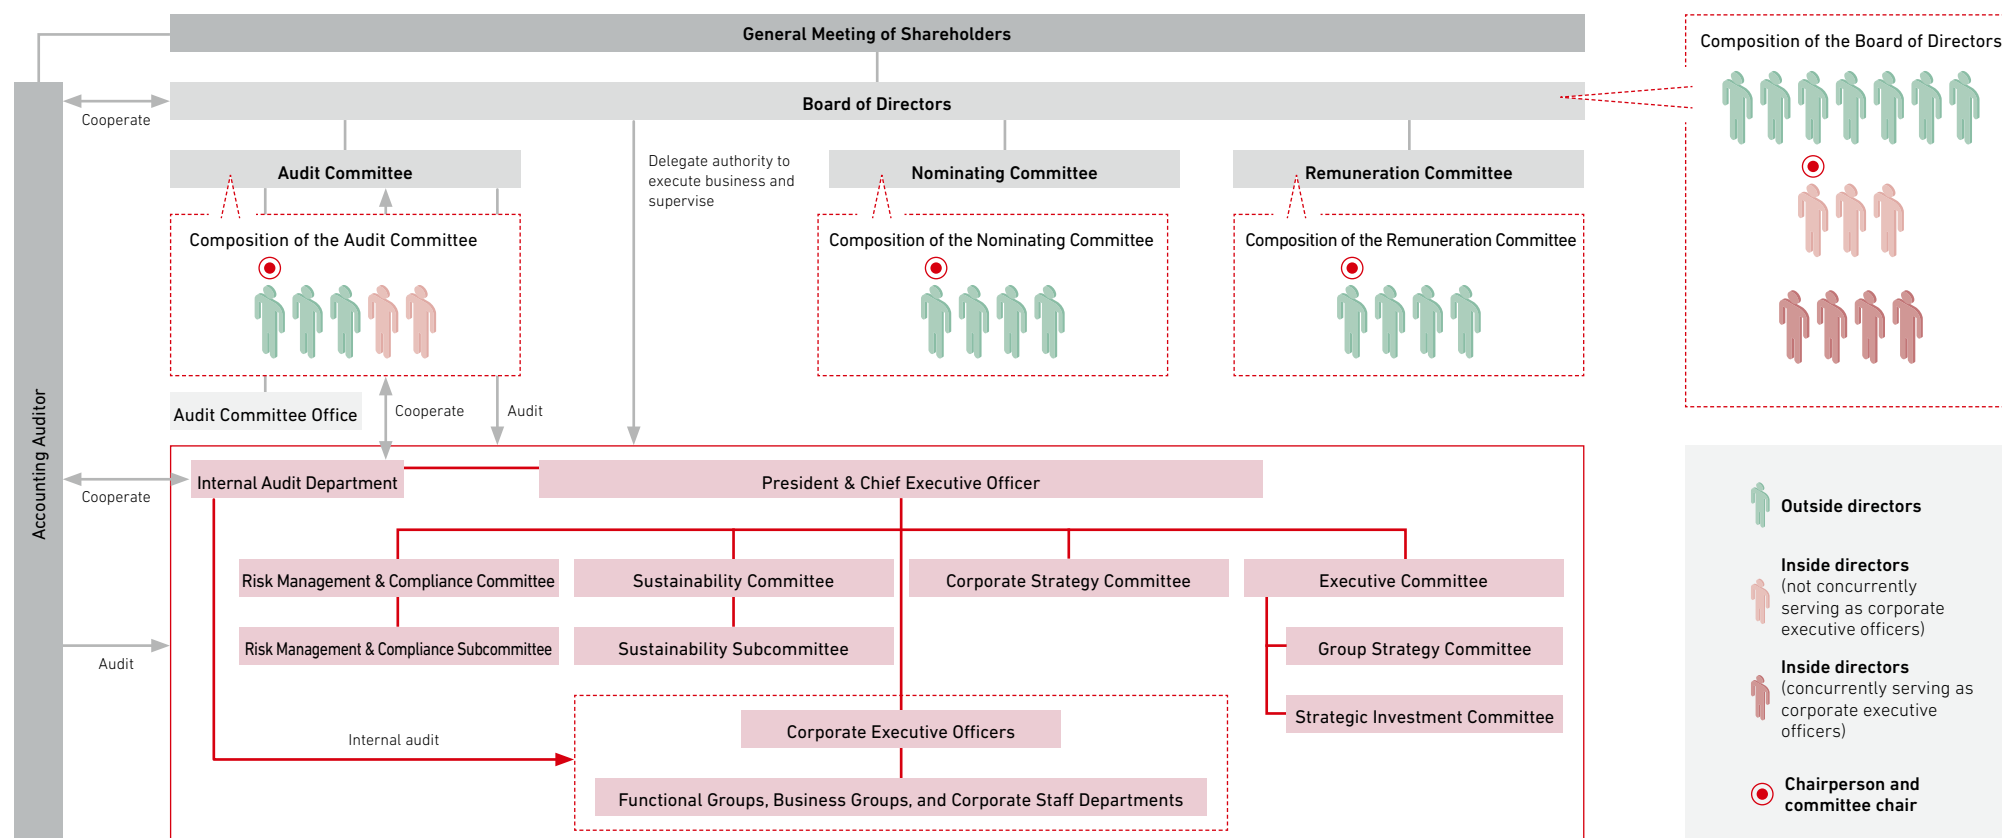 General Meeting of Shareholders
Composition of the Board of Directors
Board of Directors
Cooperate
Audit Committee
Delegate authority to
execute business and
supervise
Nominating Committee
Remuneration Committee
Composition of the Audit Committee
Composition of the Nominating Committee
Composition of the Remuneration Committee
Audit Committee Office
Cooperate
Audit
Accounting Auditor
Cooperate
Internal Audit Department
President & Chief Executive Officer
Risk Management & Compliance Committee
Sustainability Committee
Corporate Strategy Committee
Executive Committee
Risk Management & Compliance Subcommittee
Sustainability Subcommittee
Group Strategy Committee
Audit
Strategic Investment Committee
Corporate Executive Officers
Internal audit
Functional Groups, Business Groups, and Corporate Staff Departments
Outside directors
Inside directors
(not concurrently
serving as corporate
executive officers)
Inside directors
(concurrently serving as
corporate executive
officers)
Chairperson and
committee chair